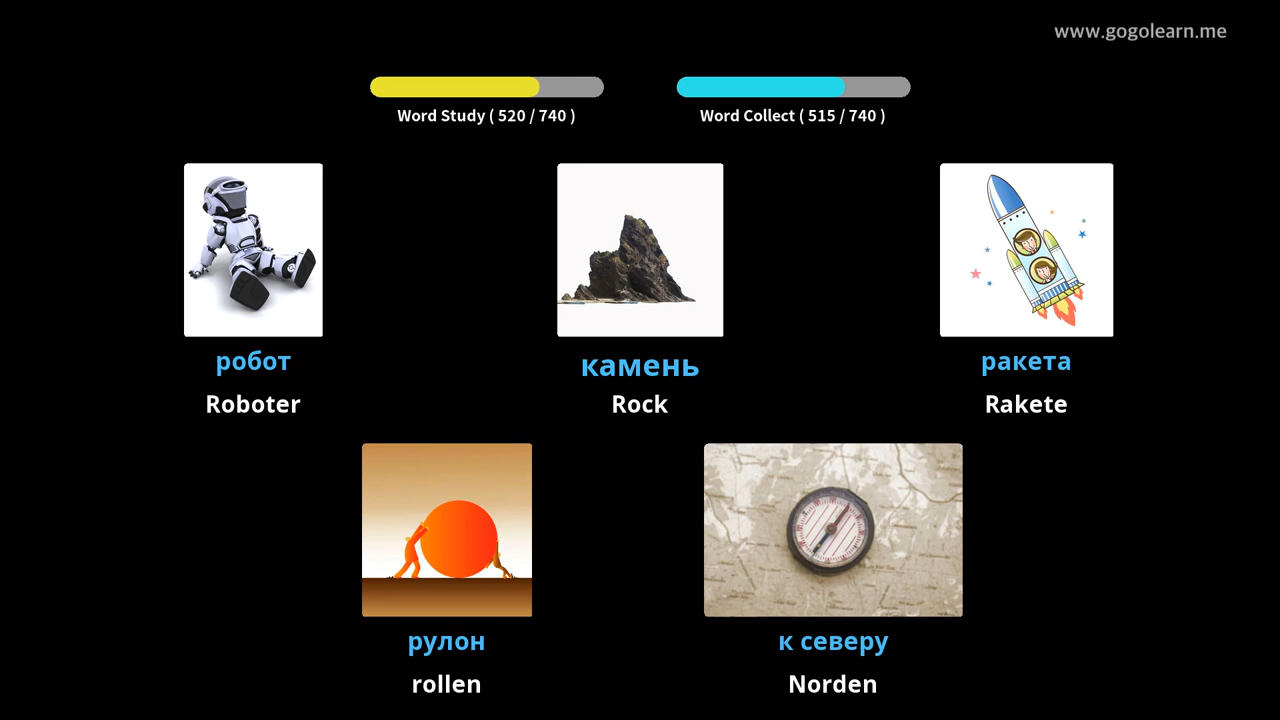 www.gogolearn.me
Word Study ( 520 / 740 )
Word Collect ( 515 / 740 )
робот
камень
ракета
Roboter
Rock
Rakete
рулон
к северу
rollen
Norden